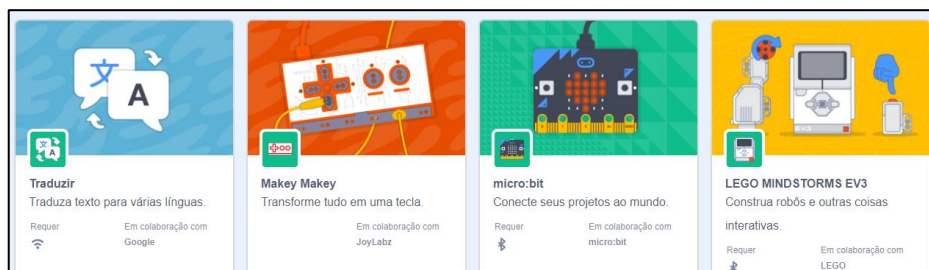 文
A
Traduzir
Traduza texto para várias línguas.
Requer
Em colaboração com
Google
Makey Makey
Transforme tudo em uma tecla.
Em colaboração com
JoyLabz
micro:bit
Conecte seus projetos ao mundo.
Requer
Em colaboração com
micro:bit
LEGO MINDSTORMS EV3
Construa robôs e outras coisas
interativas.
Requer
Em colaboração com
LEGO